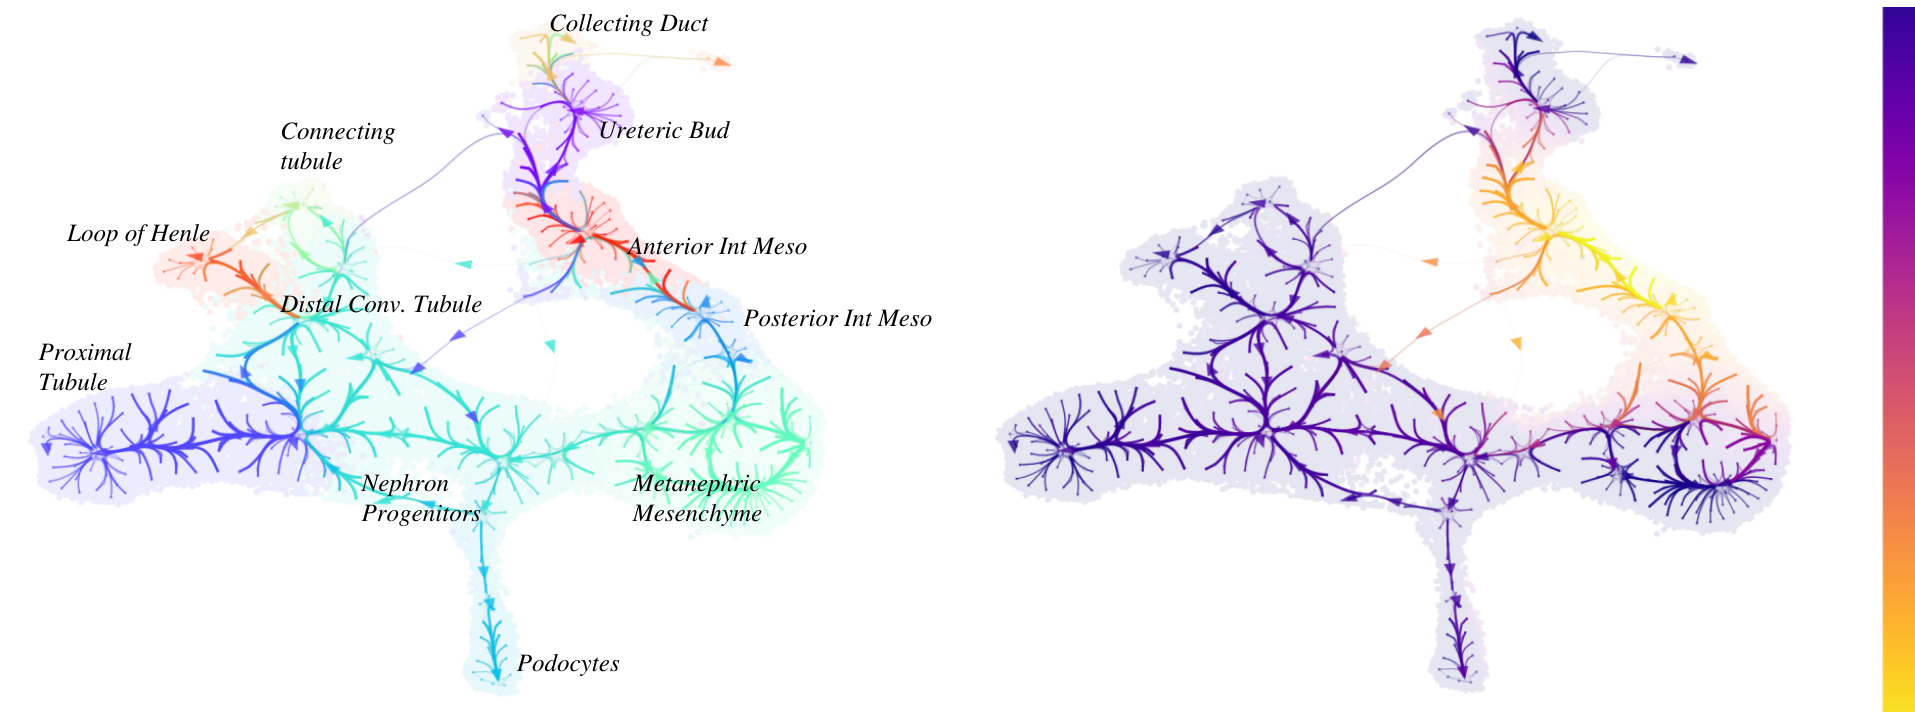 Collecting Duct
Connecting
tubule
Ureteric Bud
Loop of Henle
Anterior Int Meso
Distal Conv. Tubule
Posterior Int Meso
Proximal
Tubule
Nephron
Progenitors
Metanephric
Mesenchyme
Podocytes